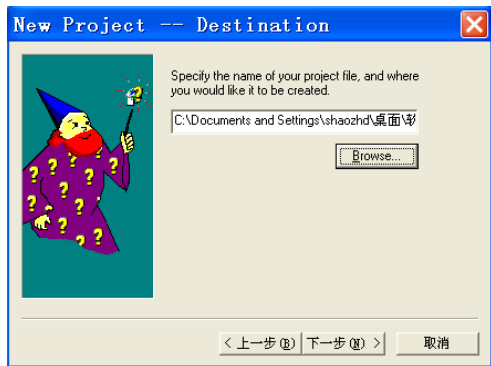 New Project -- Destination
Specify the name of your project file, and where
you would like it to be created.
C:\Documents and Settings\shaozhd\桌面\软
Browse...
< 上一步(B) 下一步(N) > 取消